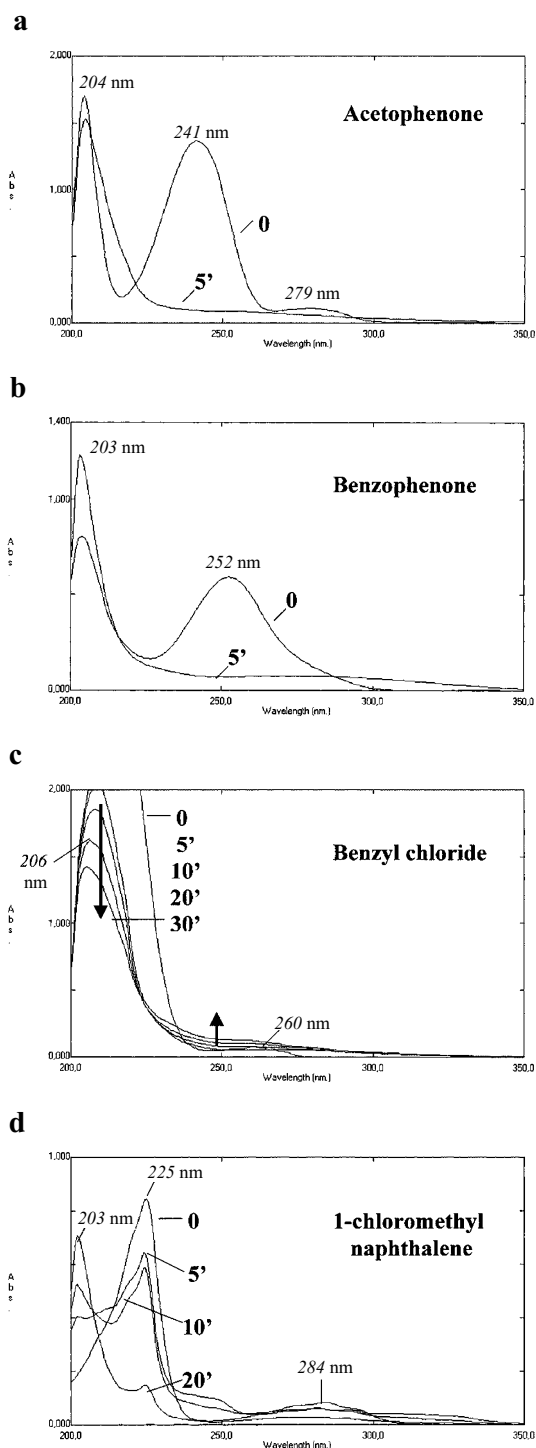 a
2,000
204 nm
241 nm
Acetophenone
A
b
s
.
1,000
0
5'
279 nm
0,000
200,0
250,0
300,0
350,0
Wavelength (nm.)
b
1,400
203 nm
Benzophenone
1,000
A
b
s
.
252 nm
0
5'
0,000
200,0
250,0
300,0
350,0
Wavelength (nm.)
c
2,000
0
5'
10'
20'
30'
Benzyl chloride
206
nm
A
b
s
.
1,000
260 nm
0,000
200,0
250,0
300,0
350,0
Wavelength (nm.)
d
1,000
225 nm
203 nm
0
1-chloromethyl
naphthalene
5'
10'
A
b
s
.
284 nm
20'
0,000
200,0
250,0
300,0
350,0
Wavelength (nm.)